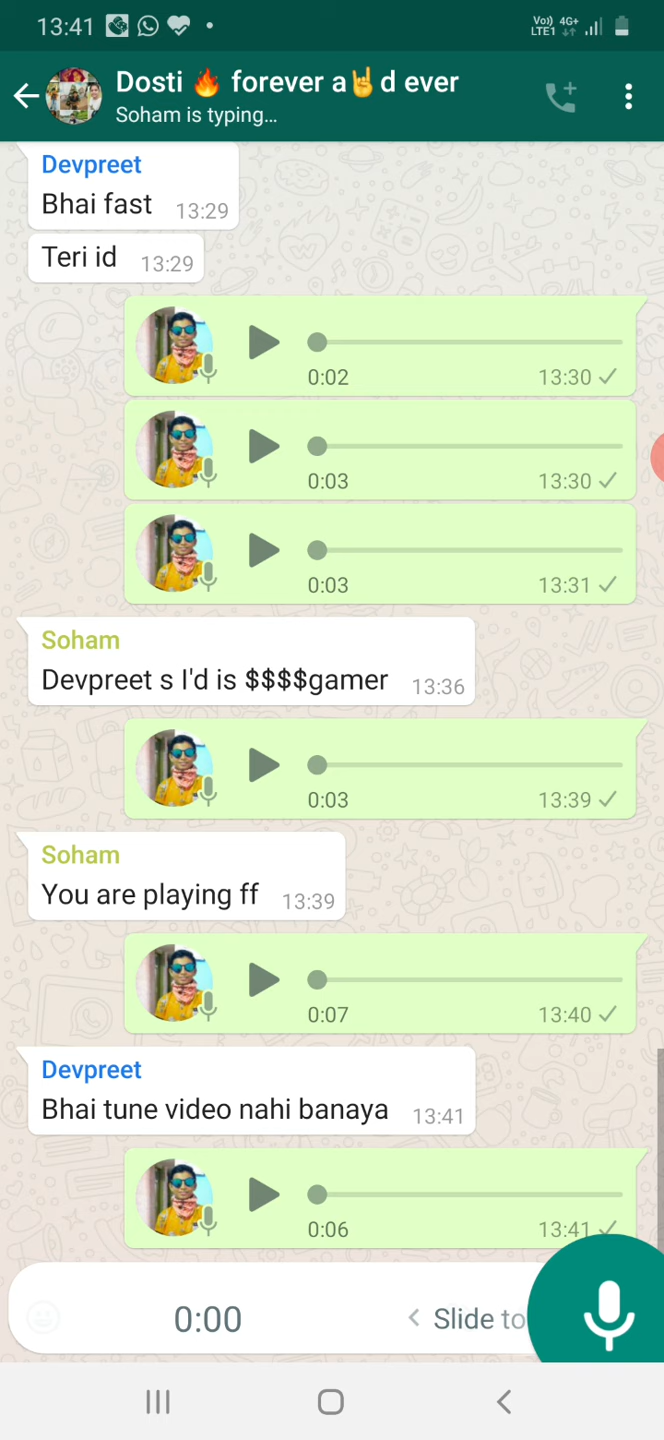 13:41
Vo)) 4G+
LTE1
Dosti 🔥 forever a🤘d ever
Soham is typing...
Devpreet
Bhai fast 13:29
Teri id 13:29
0:02 13:30
0:03 13:30
0:03 13:31
Soham
Devpreet s I'd is $$$$gamer 13:36
0:03 13:39
Soham
You are playing ff 13:39
0:07 13:40
Devpreet
Bhai tune video nahi banaya 13:41
0:06 13:41
0:00 < Slide to